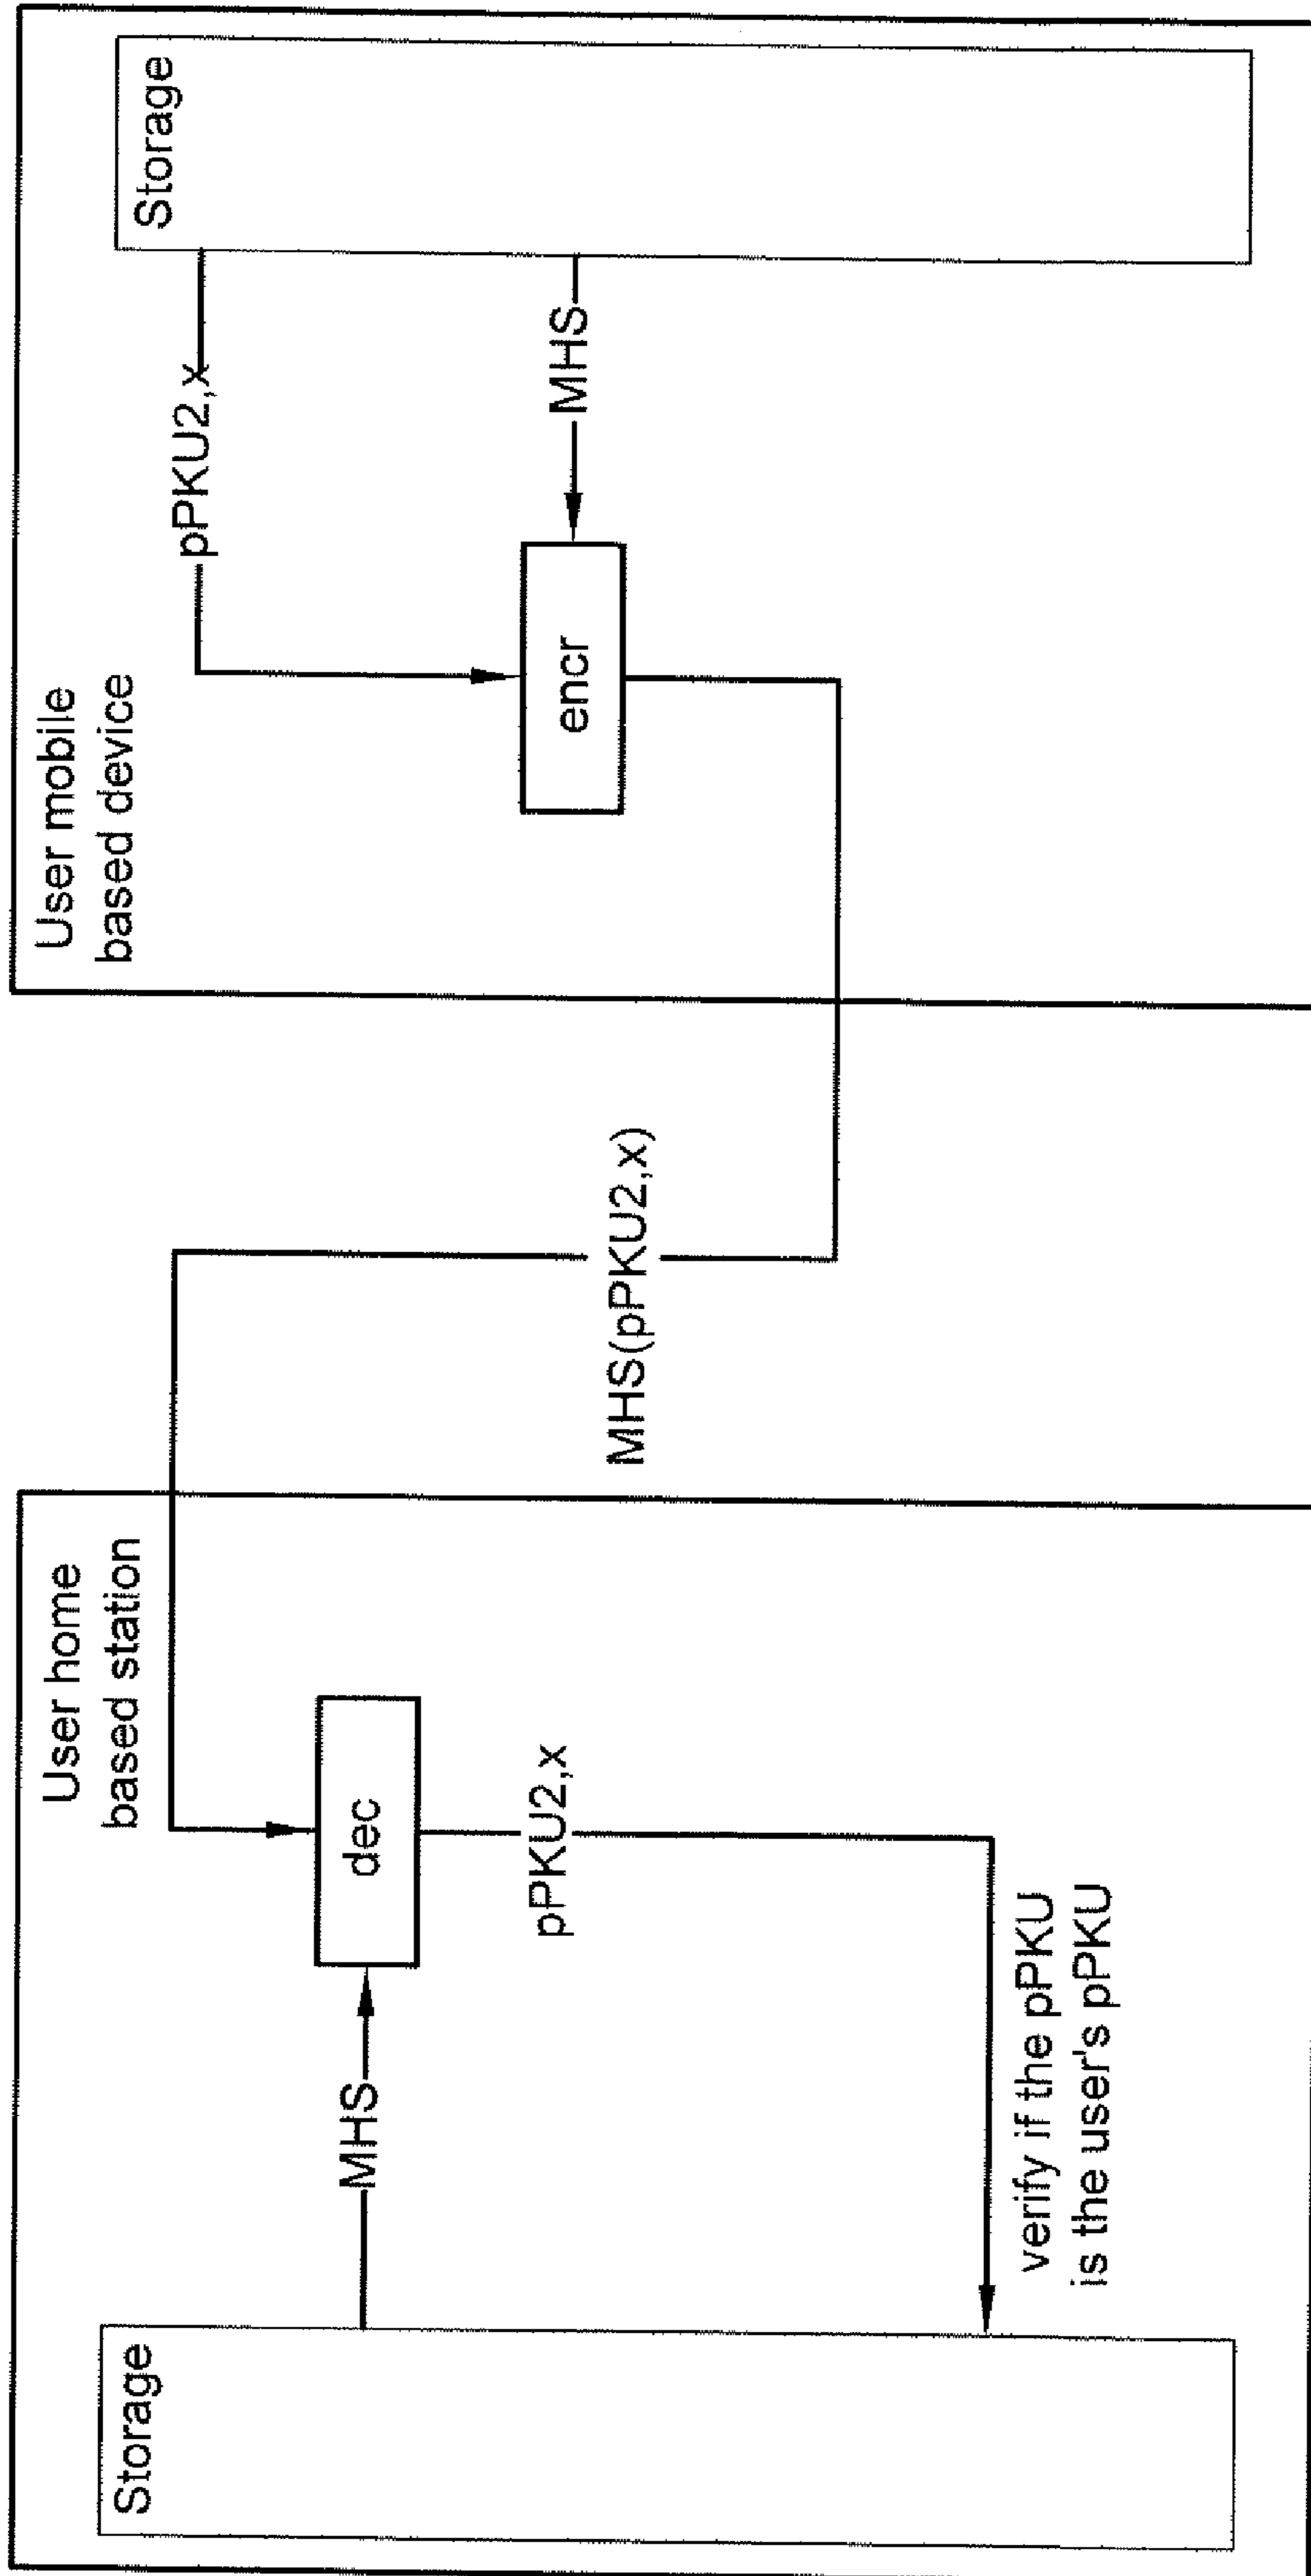 User home
based station
Storage
MHS
dec
pPKU2,x
verify if the pPKU
is the user's pPKU
MHS(pPKU2,x)
User mobile
based device
Storage
pPKU2,x
MHS
encr